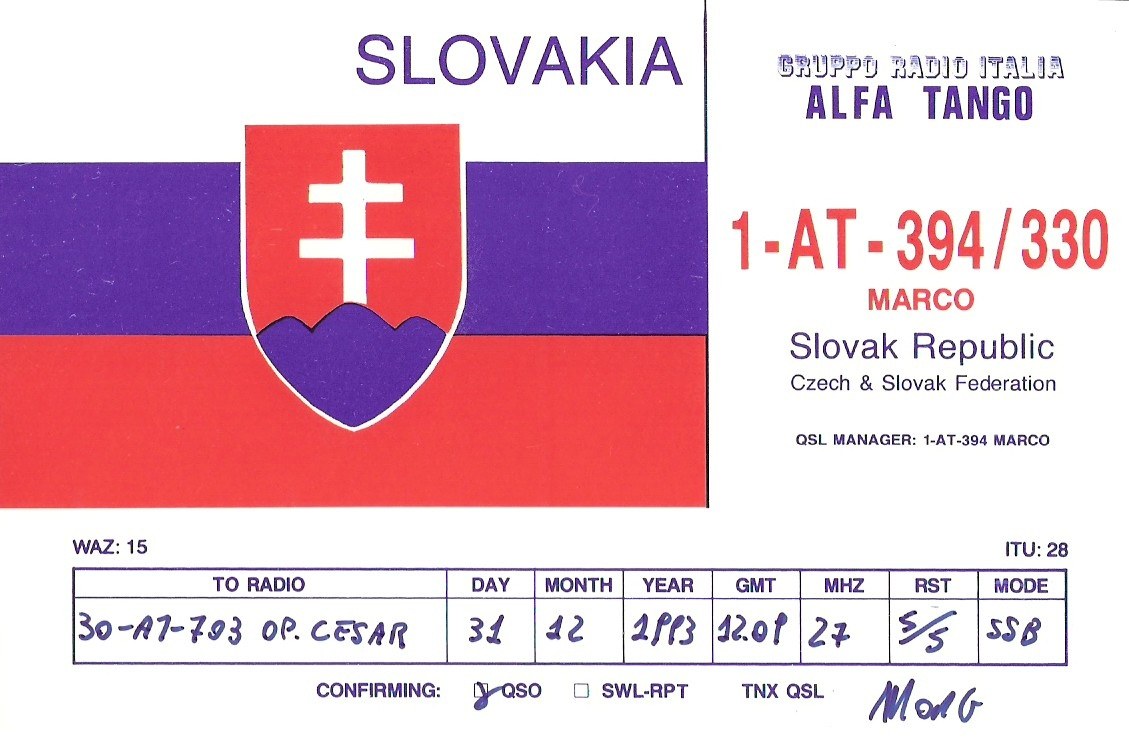 SLOVAKIA
GRUPPO RADIO ITALIA
ALFA TANGO
1-AT-394/330
MARCO
Slovak Republic
Czech & Slovak Federation
QSL MANAGER: 1-AT-394 MARCO
WAZ: 15 ITU: 28
TO RADIO DAY MONTH YEAR GMT MHZ RST MODE
30-AT-703 OP. CESAR 31 12 1993 12.09 27 5/5 SSB
CONFIRMING: QSO SWL-RPT TNX QSL